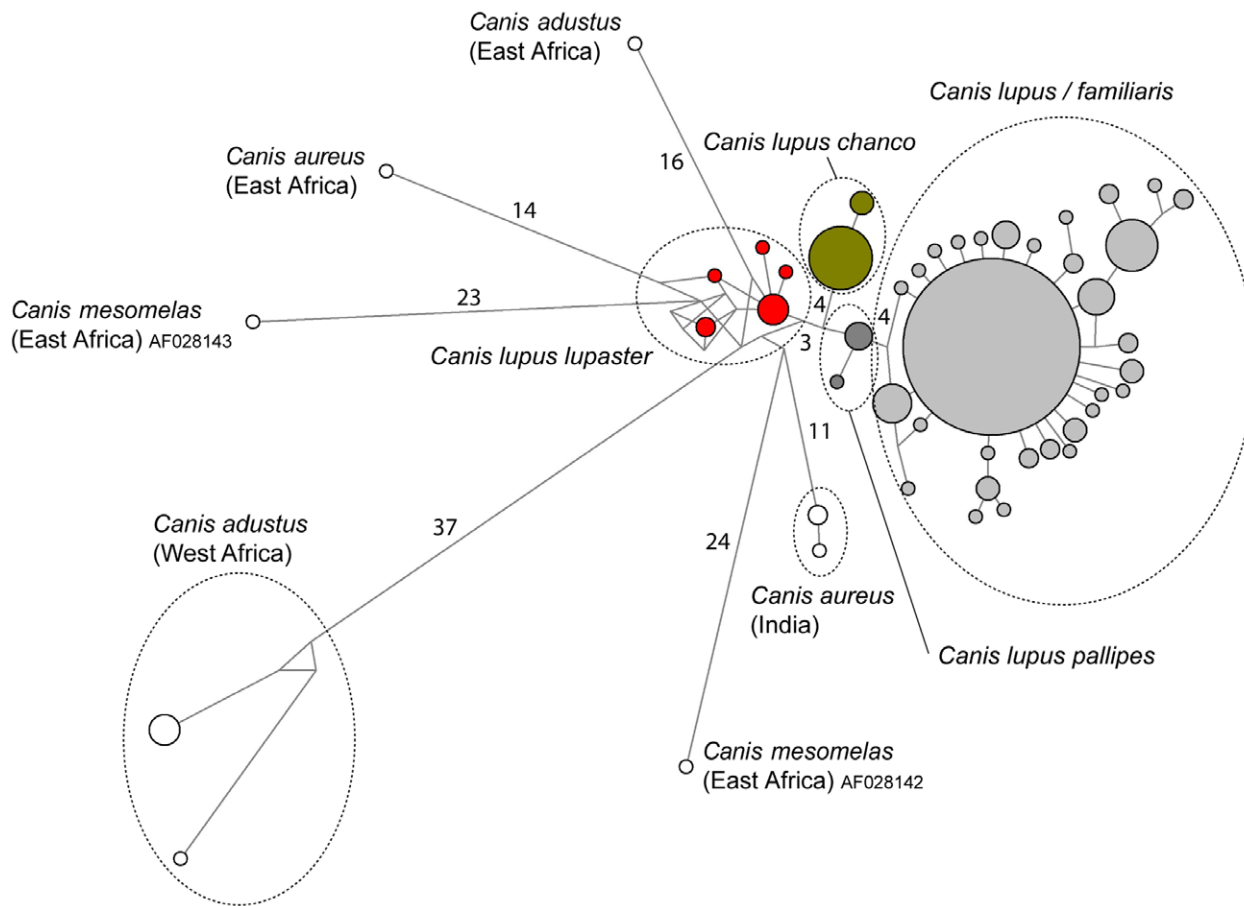 Canis adustus
(East Africa)
Canis lupus / familiaris
Canis lupus chanco
Canis aureus
(East Africa)
16
14
23
Canis mesomelas
(East Africa) AF028143
4
4
3
Canis lupus lupaster
11
37
24
Canis adustus
(West Africa)
Canis aureus
(India)
Canis lupus pallipes
Canis mesomelas
(East Africa) AF028142